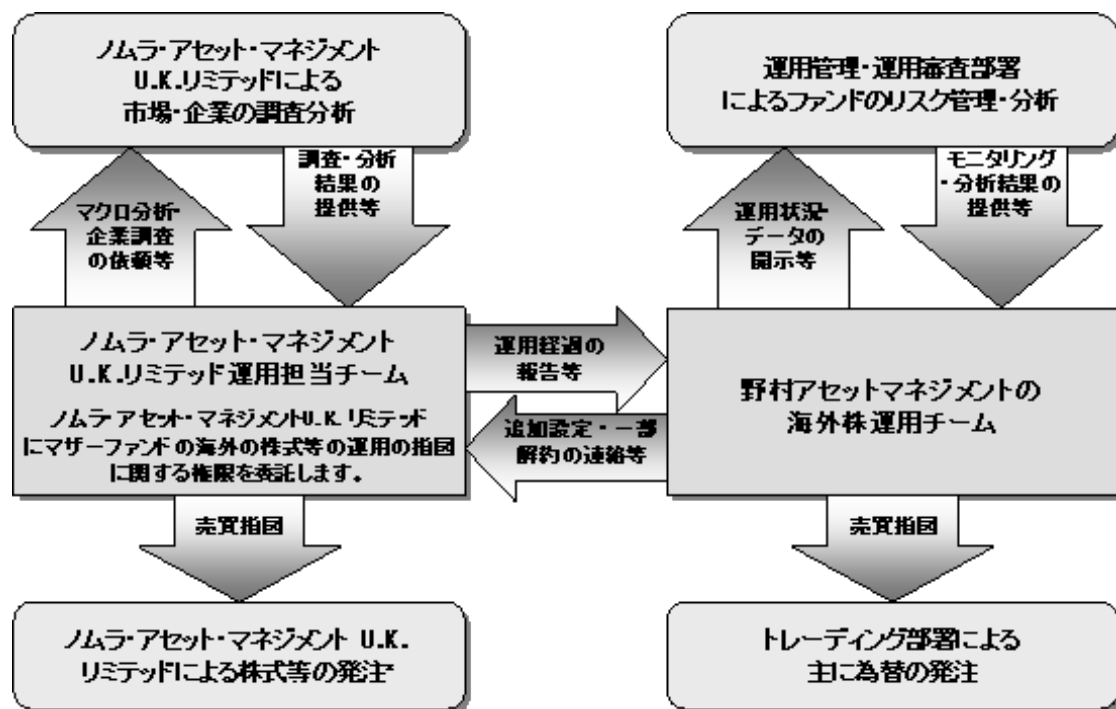 ノムラ・アセット・マネジメント
U.K.リミテッドによる
市場・企業の調査分析
運用管理・運用審査部署
によるファンドのリスク管理・分析
マクロ分析・
企業調査
の依頼等
調査・分析
結果の
提供等
運用状況・
データの
開示等
モニタリング
・分析結果の
提供等
ノムラ・アセット・マネジメント
U.K.リミテッド運用担当チーム
ノムラ・アセット・マネジメントU.K.リミテッド
にマザーファンドの海外の株式等の運用の指図
に関する権限を委託します。
運用経過の
報告等
追加設定・一部
解約の連絡等
野村アセットマネジメントの
海外株運用チーム
売買指図
売買指図
ノムラ・アセット・マネジメント U.K.
リミテッドによる株式等の発注*
トレーディング部署による
主に為替の発注